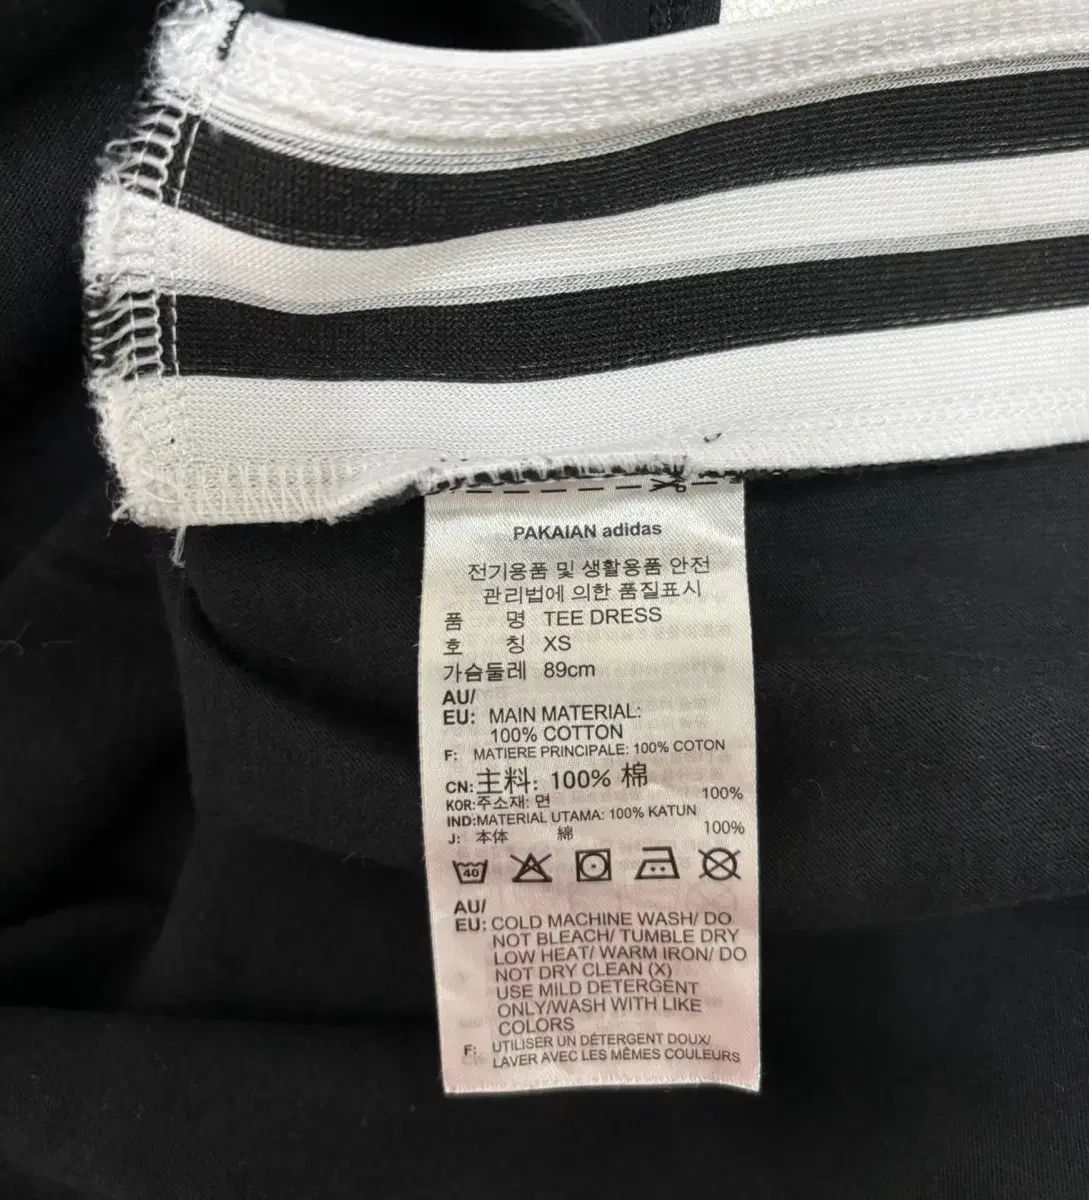 PAKAIAN adidas
전기용품 및 생활용품 안전
관리법에 의한 품질표시
품 명 TEE DRESS
호 칭 XS
가슴둘레 89cm
AU/
EU: MAIN MATERIAL:
100% COTTON
F: MATIERE PRINCIPALE: 100% COTON
CN:主料: 100% 棉
KOR:주소재: 면 100%
IND:MATERIAL UTAMA: 100% KATUN
J: 本体 綿 100%
40
AU/
EU: COLD MACHINE WASH/ DO
NOT BLEACH/ TUMBLE DRY
LOW HEAT/ WARM IRON/ DO
NOT DRY CLEAN (X)
USE MILD DETERGENT
ONLY/WASH WITH LIKE
COLORS
F: UTILISER UN DÉTERGENT DOUX/
LAVER AVEC LES MÊMES COULEURS